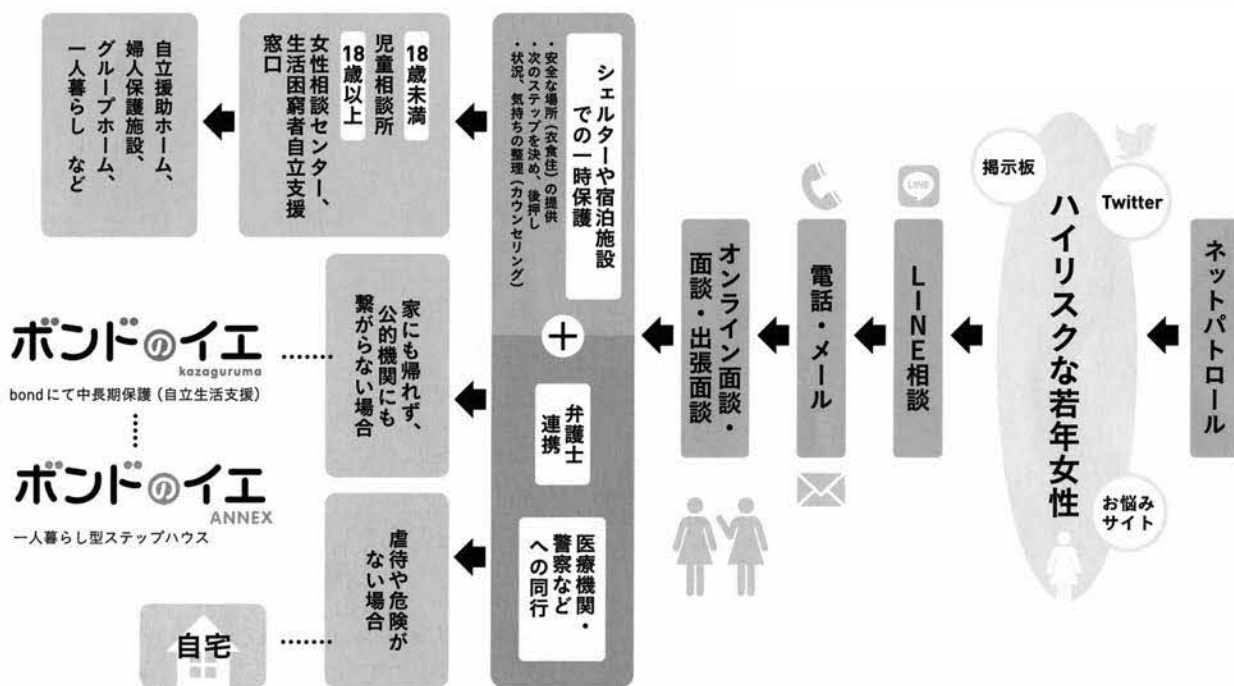 ネットパトロール
ハイリスクな若年女性
Twitter
掲示板
お悩み
サイト
LINE
LINE相談
電話・メール
オンライン面談・
面談・出張面談
シェルターや宿泊施設
での一時保護
・安全な場所（衣食住）の提供
・次のステップを決め、後押し
・状況、気持ちの整理（カウンセリング）
＋
弁護士
連携
医療機関・
警察など
への同行
18歳未満
児童相談所
18歳以上
女性相談センター、
生活困窮者自立支援
窓口
自立援助ホーム、
婦人保護施設、
グループホーム、
一人暮らし など
家にも帰れず、
公的機関にも
繋がらない場合
ボンドのイエ
kazaguruma
bondにて中長期保護（自立生活支援）
ボンドのイエ
ANNEX
一人暮らし型ステップハウス
虐待や危険が
ない場合
自宅